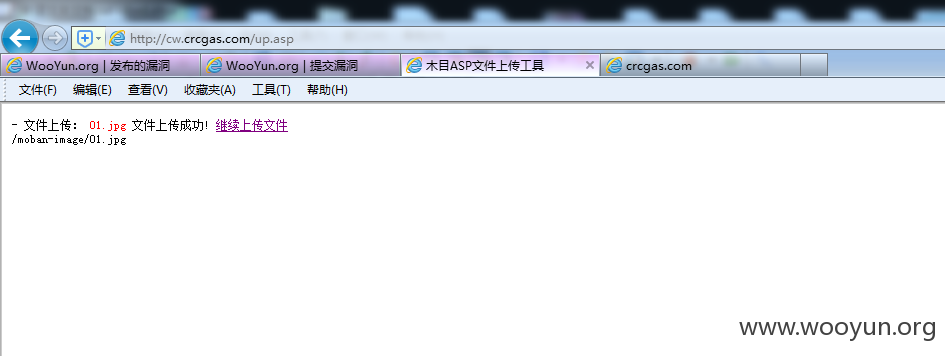 http://cw.crcgas.com/up.asp
WooYun.org | 发布的漏洞 WooYun.org | 提交漏洞 木目ASP文件上传工具 crcgas.com
文件(F) 编辑(E) 查看(V) 收藏夹(A) 工具(T) 帮助(H)
- 文件上传： 01.jpg 文件上传成功! 继续上传文件
/moban-image/01.jpg
www.wooyun.org